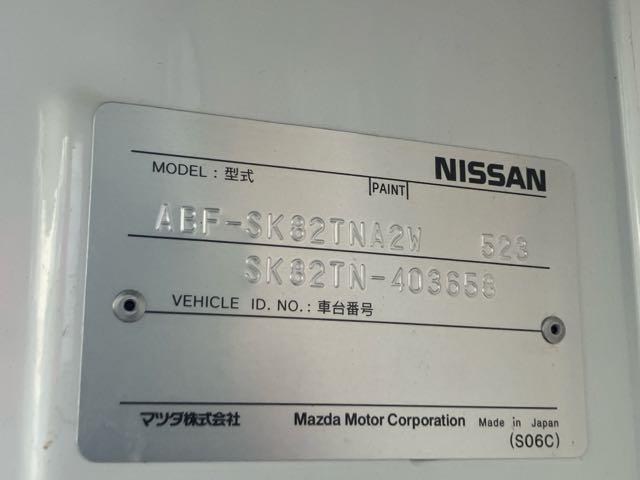 MODEL : 型式 PAINT NISSAN
ABF-SK82TNA2W 523
SK82TN-403658
VEHICLE ID. NO. : 車台番号
マツダ株式会社 Mazda Motor Corporation Made in Japan
(S06C)